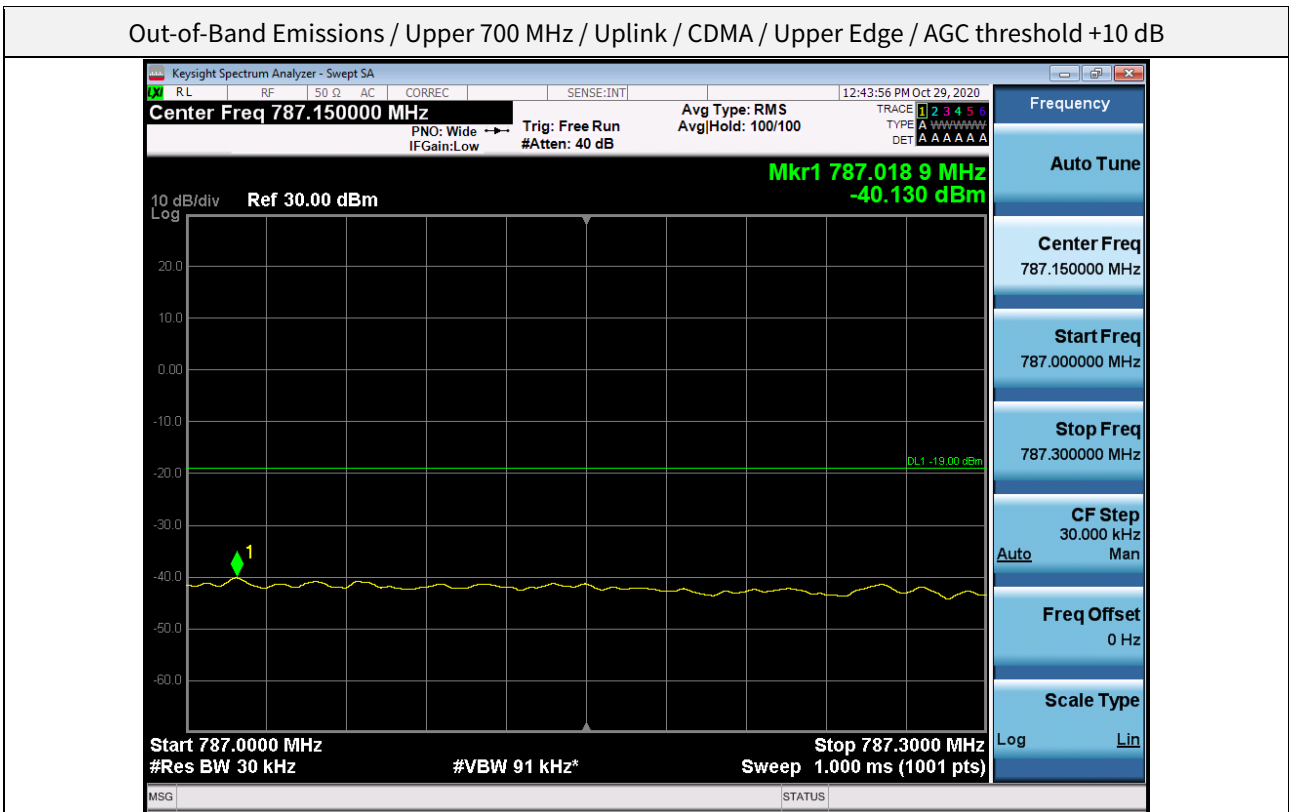 Out-of-Band Emissions / Upper 700 MHz / Uplink / CDMA / Upper Edge / AGC threshold +10 dB
Keysight Spectrum Analyzer - Swept SA
LXI RL RF 50 Ω AC CORREC SENSE:INT 12:43:56 PM Oct 29, 2020
Center Freq 787.150000 MHz
PNO: Wide
IFGain:Low
Trig: Free Run
#Atten: 40 dB
Avg Type: RMS
Avg|Hold: 100/100
TRACE 1 2 3 4 5 6
TYPE A WWWWW
DET A A A A A A
Mkr1 787.018 9 MHz
-40.130 dBm
10 dB/div Ref 30.00 dBm
Log
20.0
10.0
0.00
-10.0
DL1 -19.00 dBm
-20.0
-30.0
1
-40.0
-50.0
-60.0
Start 787.0000 MHz Stop 787.3000 MHz
#Res BW 30 kHz #VBW 91 kHz* Sweep 1.000 ms (1001 pts)
MSG STATUS
Frequency
Auto Tune
Center Freq
787.150000 MHz
Start Freq
787.000000 MHz
Stop Freq
787.300000 MHz
CF Step
30.000 kHz
Auto Man
Freq Offset
0 Hz
Scale Type
Log Lin